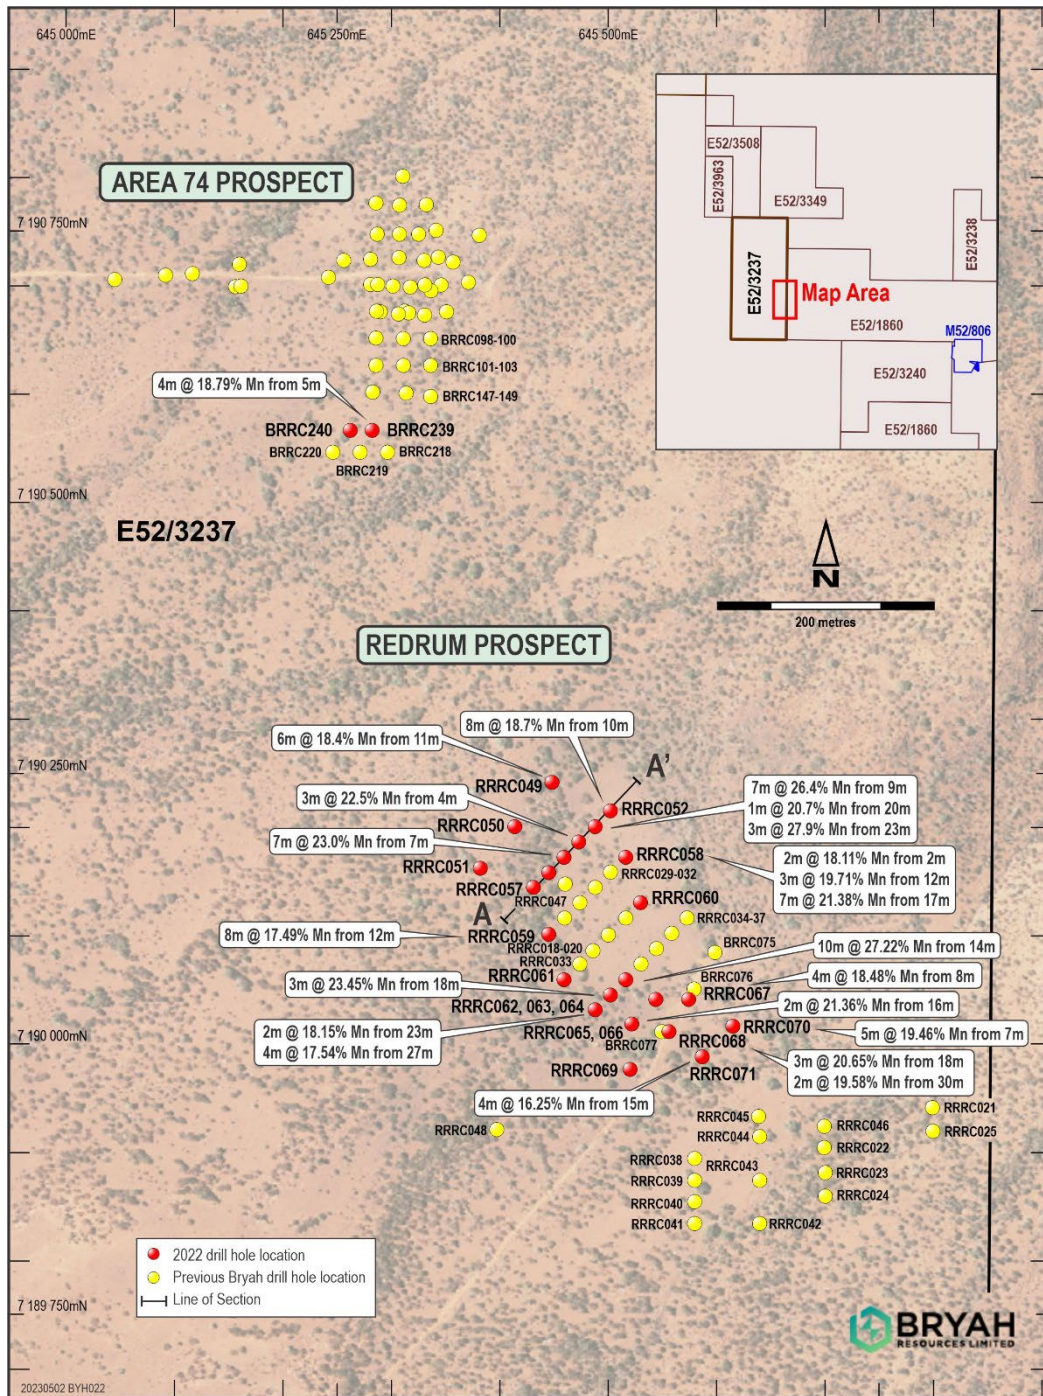 645 000mE
645 250mE
645 500mE
E52/3508
E52/3963
E52/3349
E52/3238
E52/3237
Map Area
E52/1860
M52/806
E52/3240
E52/1860
AREA 74 PROSPECT
7 190 750mN
BRRC098-100
BRRC101-103
BRRC147-149
4m @ 18.79% Mn from 5m
BRRC240
BRRC239
BRRC220
BRRC218
BRRC219
7 190 500mN
E52/3237
N
200 metres
REDRUM PROSPECT
8m @ 18.7% Mn from 10m
6m @ 18.4% Mn from 11m
7 190 250mN
A'
RRRC049
3m @ 22.5% Mn from 4m
RRRC052
7m @ 26.4% Mn from 9m
1m @ 20.7% Mn from 20m
3m @ 27.9% Mn from 23m
RRRC050
7m @ 23.0% Mn from 7m
RRRC058
RRRC051
RRRC029-032
2m @ 18.11% Mn from 2m
3m @ 19.71% Mn from 12m
7m @ 21.38% Mn from 17m
RRRC057
RRRC047
RRRC060
A
RRRC034-37
8m @ 17.49% Mn from 12m
RRRC059
RRRC018-020
BRRC075
10m @ 27.22% Mn from 14m
RRRC033
RRRC061
BRRC076
4m @ 18.48% Mn from 8m
3m @ 23.45% Mn from 18m
RRRC062, 063, 064
RRRC067
2m @ 21.36% Mn from 16m
2m @ 18.15% Mn from 23m
4m @ 17.54% Mn from 27m
RRRC065, 066
RRRC070
5m @ 19.46% Mn from 7m
7 190 000mN
BRRC077
RRRC068
RRRC069
RRRC071
3m @ 20.65% Mn from 18m
2m @ 19.58% Mn from 30m
4m @ 16.25% Mn from 15m
RRRC048
RRRC045
RRRC044
RRRC046
RRRC021
RRRC025
RRRC022
RRRC038
RRRC043
RRRC039
RRRC023
RRRC024
RRRC040
RRRC041
RRRC042
2022 drill hole location
Previous Bryah drill hole location
Line of Section
7 189 750mN
BRYAH
RESOURCES LIMITED
20230502 BYH022